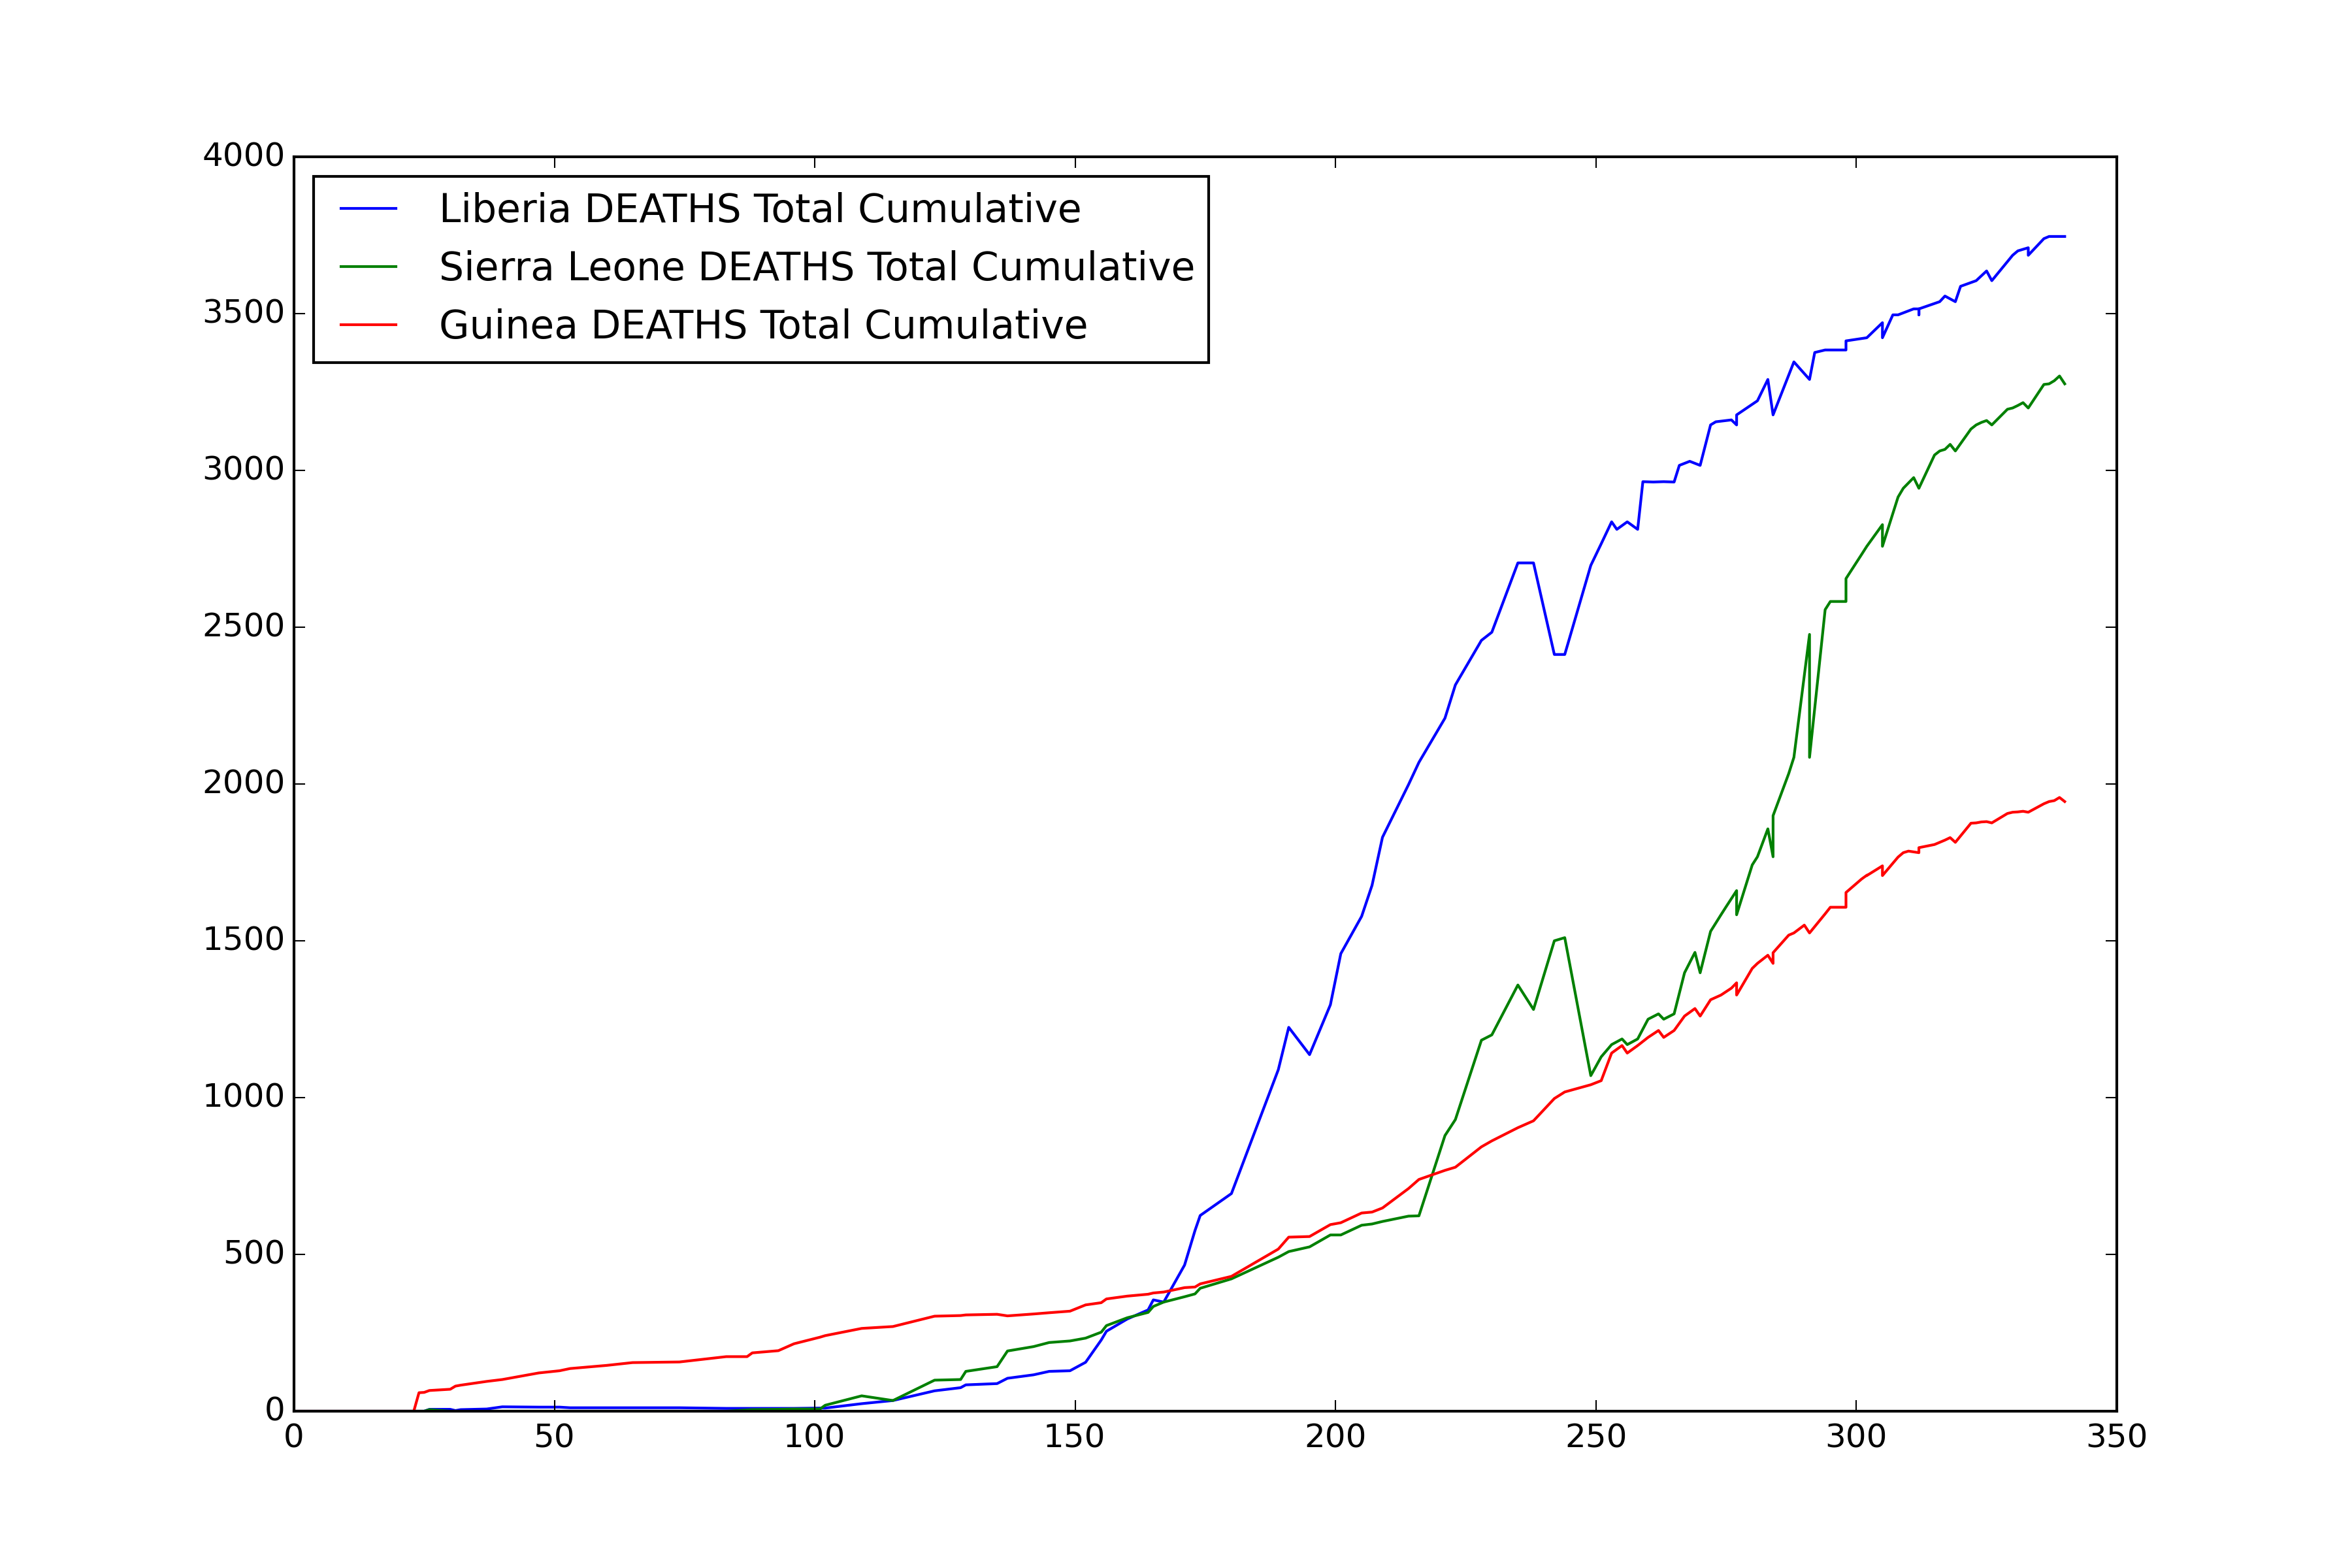 4000
3500
3000
2500
2000
1500
1000
500
0
Liberia DEATHS Total Cumulative
Sierra Leone DEATHS Total Cumulative
Guinea DEATHS Total Cumulative
0 50 100 150 200 250 300 350